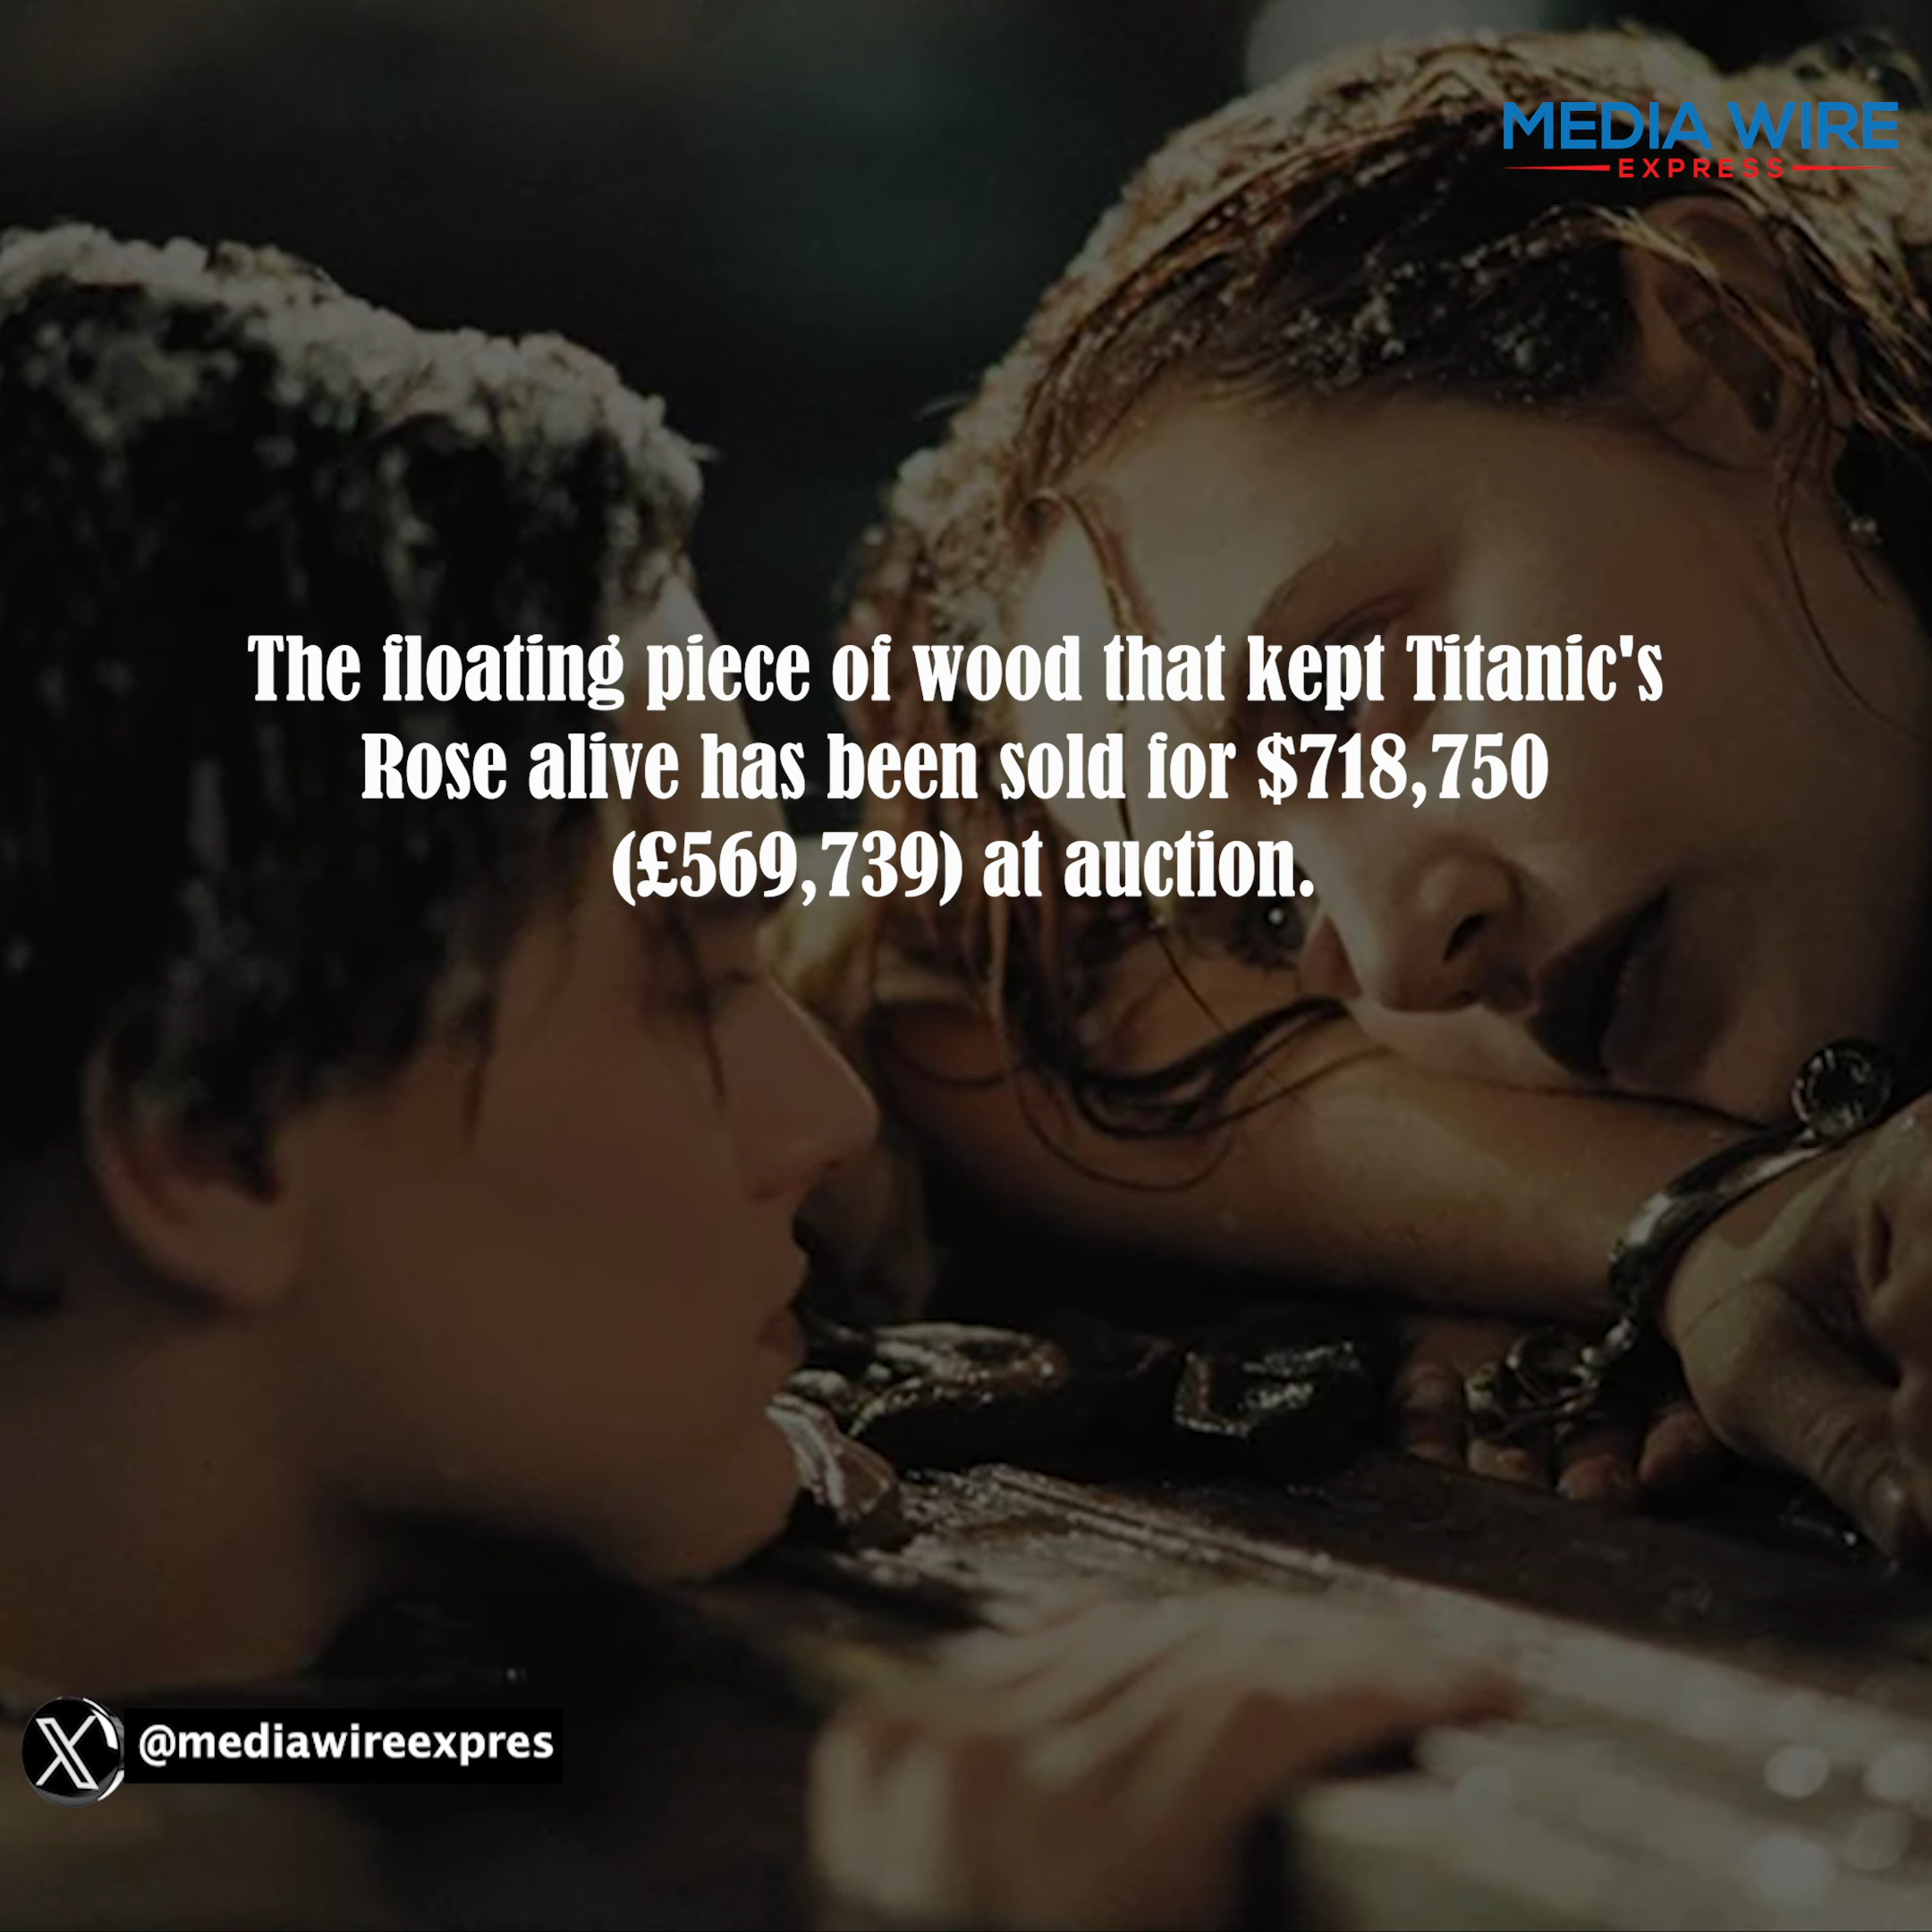 MEDIA WIRE
EXPRESS
The floating piece of wood that kept Titanic's
Rose alive has been sold for $718,750
(£569,739) at auction.
X @mediawireexpres